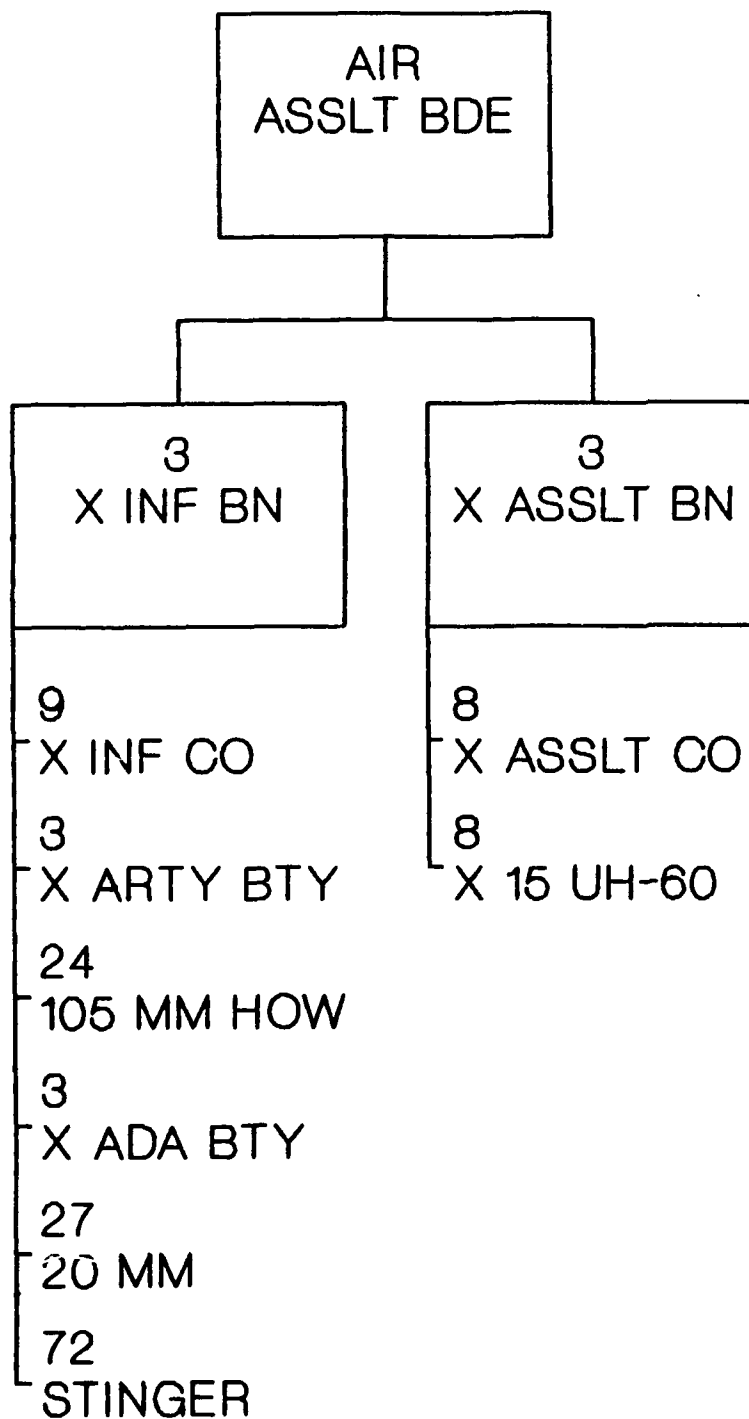 AIR
ASSLT BDE
3
X INF BN
9
X INF CO
3
X ARTY BTY
24
105 MM HOW
3
X ADA BTY
27
20 MM
72
STINGER
3
X ASSLT BN
8
X ASSLT CO
8
X 15 UH-60